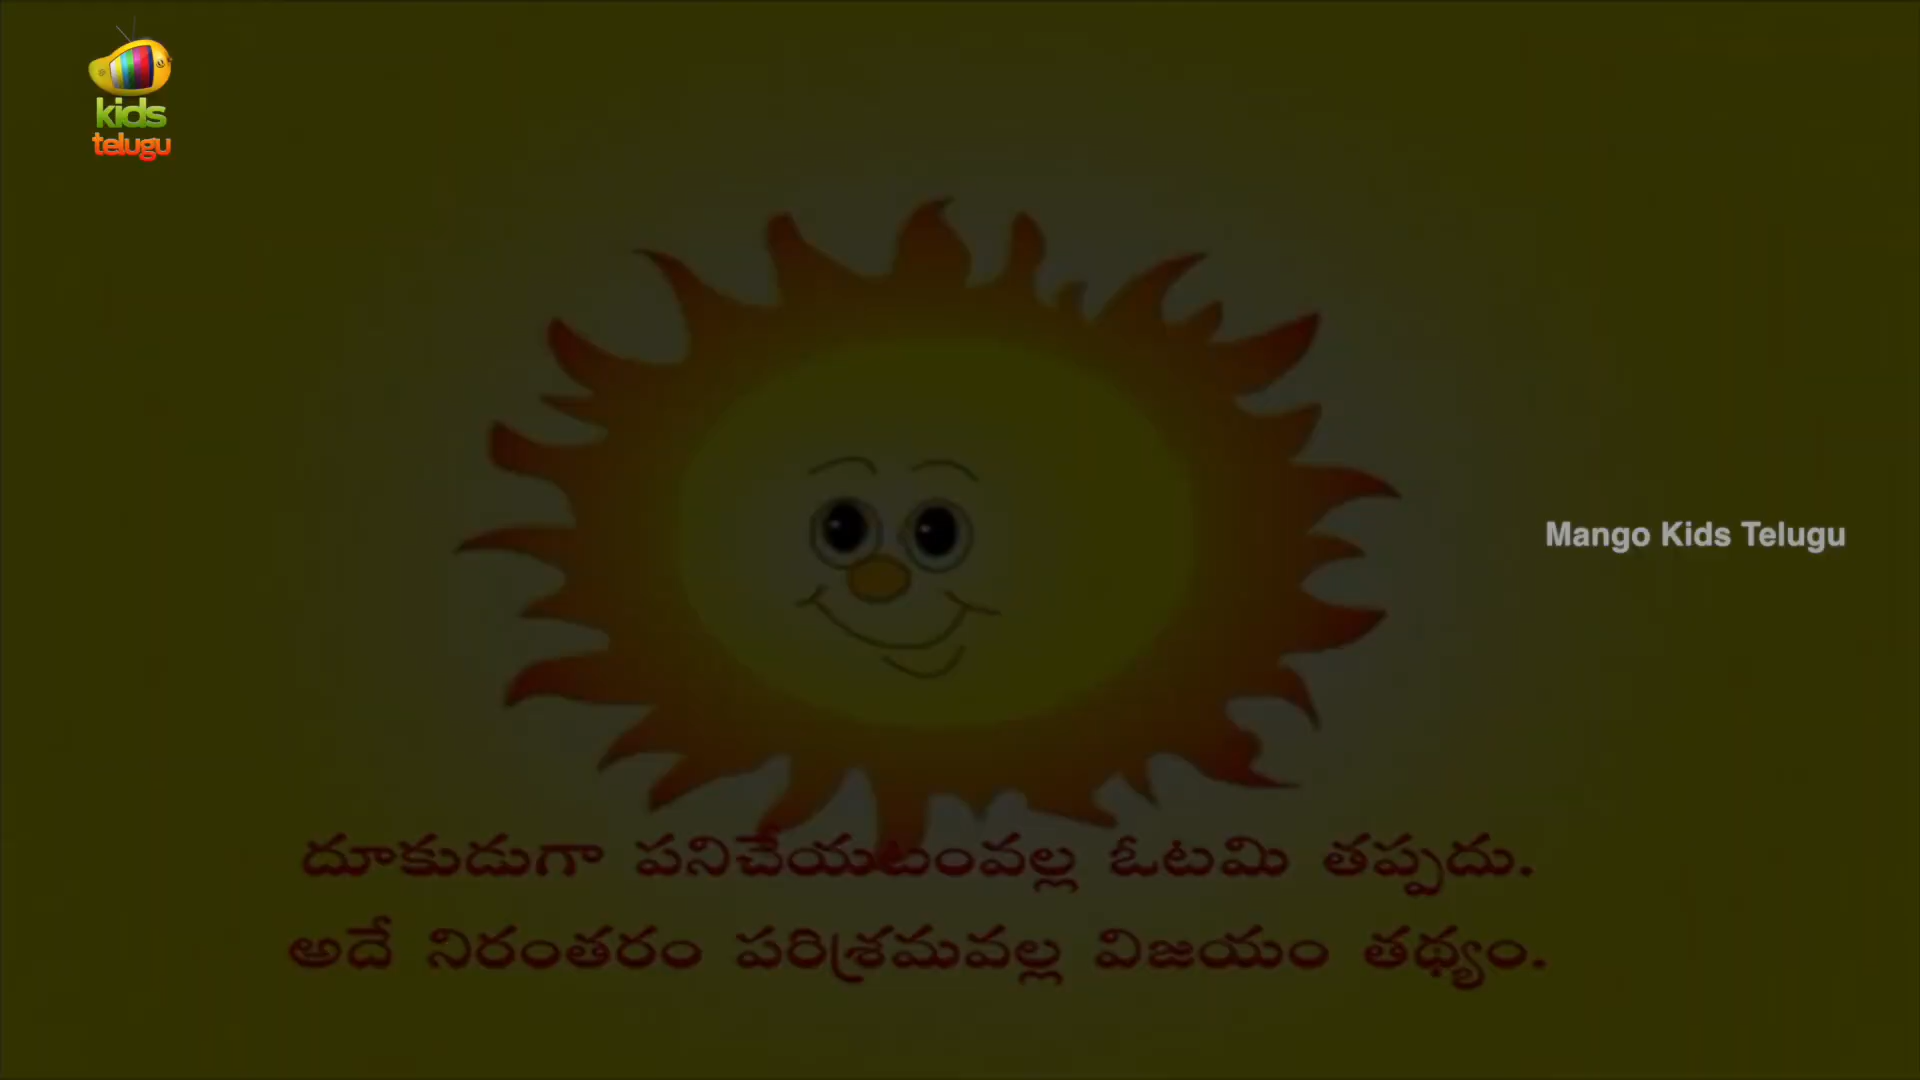 kids
telugu
Mango Kids Telugu
దూకుడుగా పనిచేయటంవల్ల ఓటమి తప్పదు.
అదే నిరంతరం పరిశ్రమవల్ల విజయం తథ్యం.